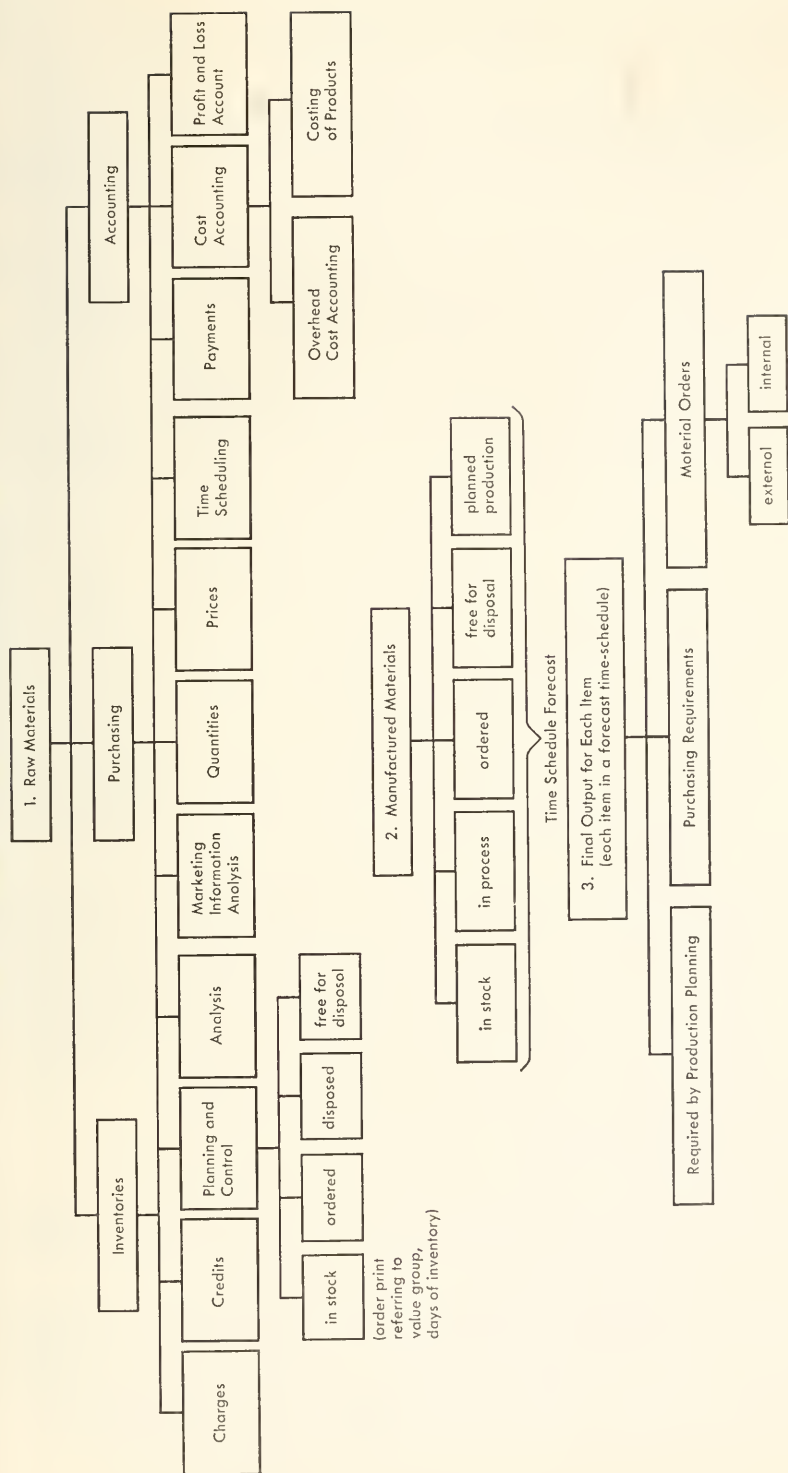 1. Raw Materials
Inventories
Purchasing
Accounting
Charges
Credits
Planning and
Control
Analysis
Marketing
Information
Analysis
Quantities
Prices
Time
Scheduling
Payments
Cost
Accounting
Profit and Loss
Account
in stock
ordered
disposed
free for
disposal
(order print
referring to
value group,
days of inventory)
Overhead
Cost Accounting
Costing
of Products
2. Manufactured Materials
in stock
in process
ordered
free for
disposal
planned
production
Time Schedule Forecast
3. Final Output for Each Item
(each item in a forecast time-schedule)
Required by Production Planning
Purchasing Requirements
Material Orders
external
internal